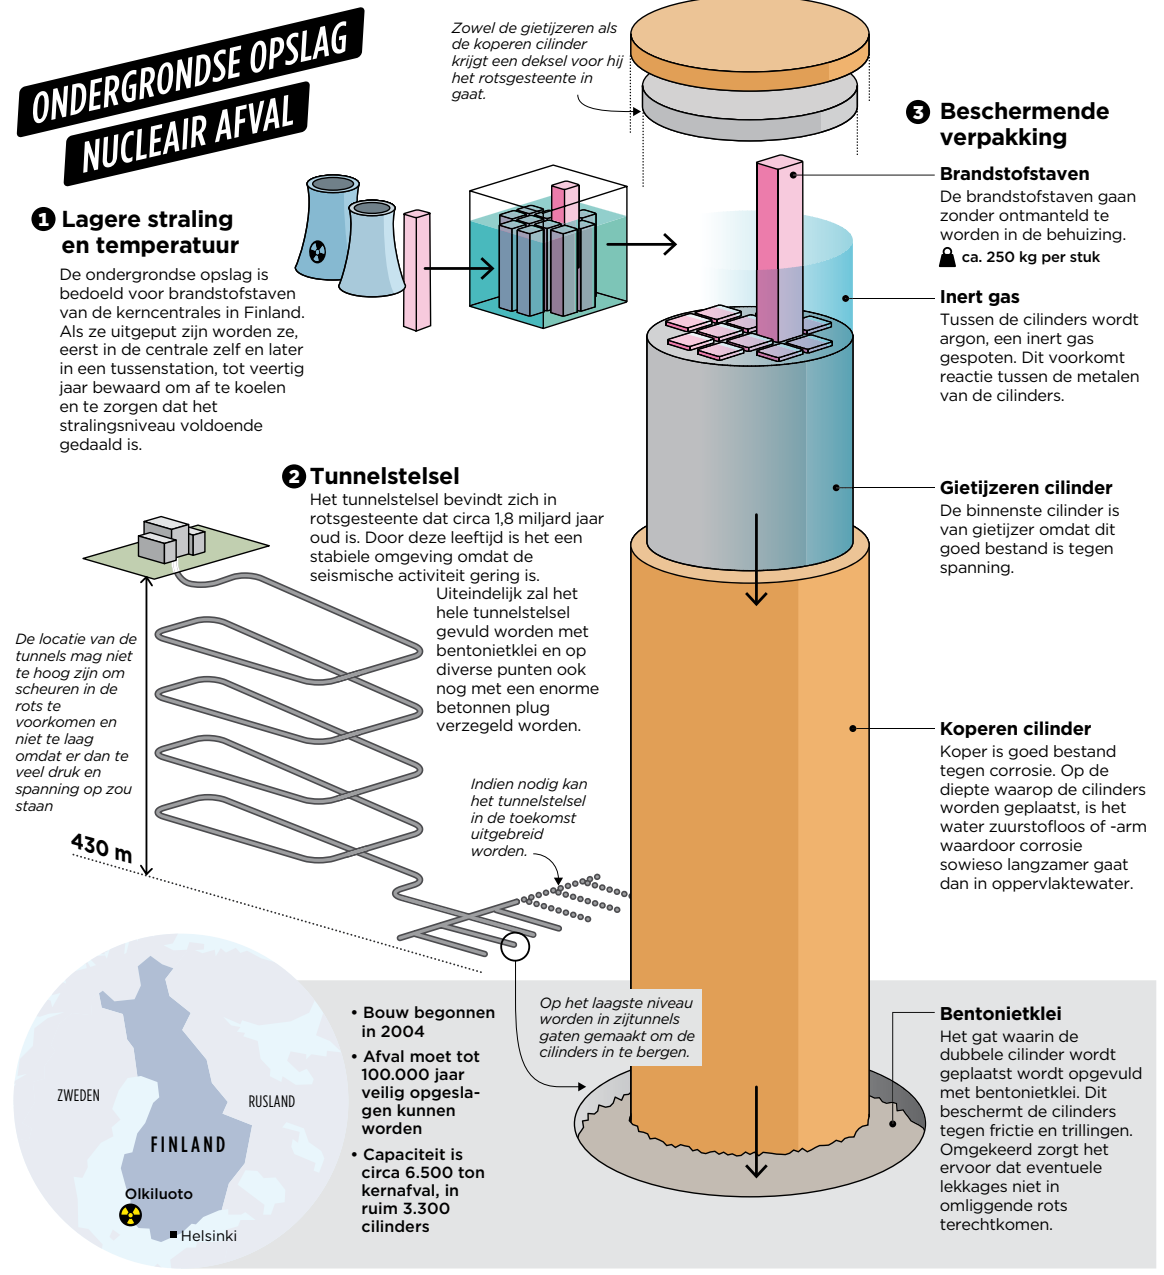 ONDERGRONDSE OPSLAG
NUCLEAIR AFVAL
Zowel de gietijzeren als
de koperen cilinder
krijgt een deksel voor hij
het rotsgesteente in
gaat.
1 Lagere straling
en temperatuur
De ondergrondse opslag is
bedoeld voor brandstofstaven
van de kerncentrales in Finland.
Als ze uitgeput zijn worden ze,
eerst in de centrale zelf en later
in een tussenstation, tot veertig
jaar bewaard om af te koelen
en te zorgen dat het
stralingsniveau voldoende
gedaald is.
2 Tunnelstelsel
Het tunnelstelsel bevindt zich in
rotsgesteente dat circa 1,8 miljard jaar
oud is. Door deze leeftijd is het een
stabiele omgeving omdat de
seismische activiteit gering is.
Uiteindelijk zal het
hele tunnelstelsel
gevuld worden met
bentonietklei en op
diverse punten ook
nog met een enorme
betonnen plug
verzegeld worden.
De locatie van de
tunnels mag niet
te hoog zijn om
scheuren in de
rots te
voorkomen en
niet te laag
omdat er dan te
veel druk en
spanning op zou
staan
430 m
Indien nodig kan
het tunnelstelsel
in de toekomst
uitgebreid
worden.
Op het laagste niveau
worden in zijtunnels
gaten gemaakt om de
cilinders in te bergen.
3 Beschermende
verpakking
Brandstofstaven
De brandstofstaven gaan
zonder ontmanteld te
worden in de behuizing.
ca. 250 kg per stuk
Inert gas
Tussen de cilinders wordt
argon, een inert gas
gespoten. Dit voorkomt
reactie tussen de metalen
van de cilinders.
Gietijzeren cilinder
De binnenste cilinder is
van gietijzer omdat dit
goed bestand is tegen
spanning.
Koperen cilinder
Koper is goed bestand
tegen corrosie. Op de
diepte waarop de cilinders
worden geplaatst, is het
water zuurstofloos of -arm
waardoor corrosie
sowieso langzamer gaat
dan in oppervlaktewater.
Bentonietklei
Het gat waarin de
dubbele cilinder wordt
geplaatst wordt opgevuld
met bentonietklei. Dit
beschermt de cilinders
tegen frictie en trillingen.
Omgekeerd zorgt het
ervoor dat eventuele
lekkages niet in
omliggende rots
terechtkomen.
ZWEDEN
RUSLAND
FINLAND
Olkiluoto
Helsinki
• Bouw begonnen
in 2004
• Afval moet tot
100.000 jaar
veilig opgesla-
gen kunnen
worden
• Capaciteit is
circa 6.500 ton
kernafval, in
ruim 3.300
cilinders